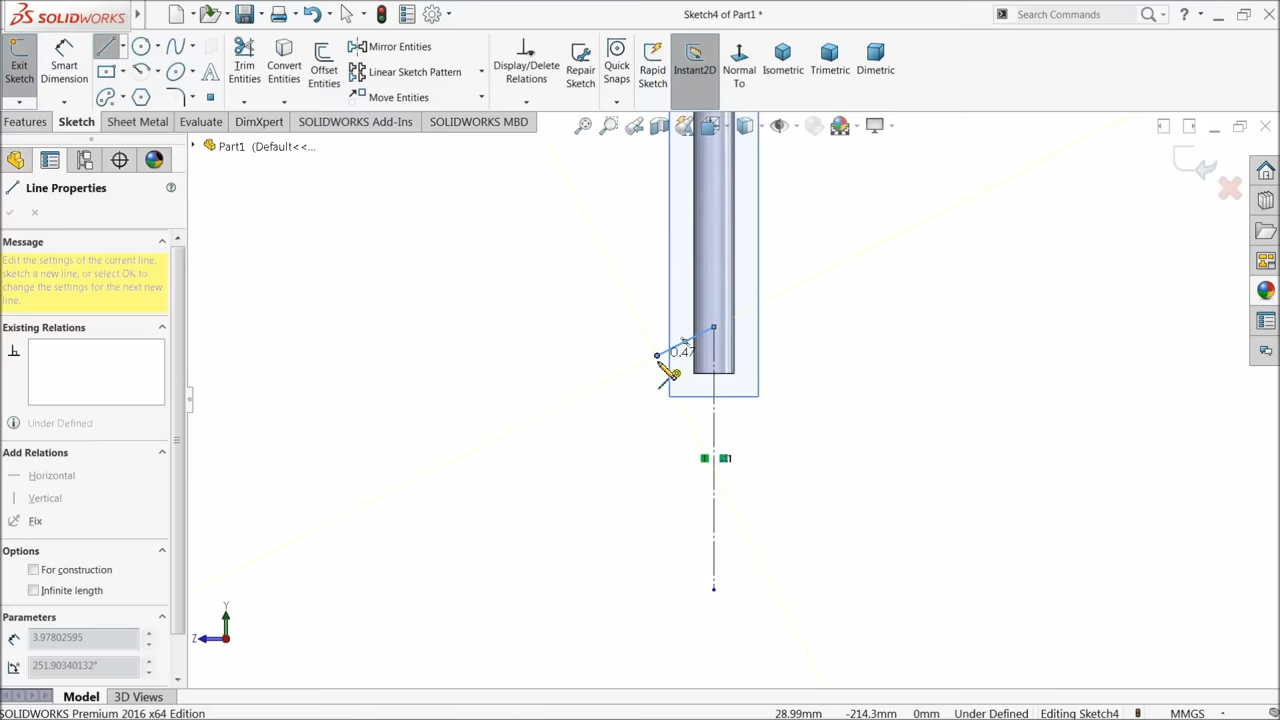 SOLIDWORKS
Sketch4 of Part1 *
Search Commands
?
Exit Sketch
Smart Dimension
Trim Entities
Convert Entities
Offset Entities
Mirror Entities
Linear Sketch Pattern
Move Entities
Display/Delete Relations
Repair Sketch
Quick Snaps
Rapid Sketch
Instant2D
Normal To
Isometric
Trimetric
Dimetric
Features
Sketch
Sheet Metal
Evaluate
DimXpert
SOLIDWORKS Add-Ins
SOLIDWORKS MBD
Part1 (Default<<...
Line Properties
Message
Edit the settings of the current line,
sketch a new line, or select OK to
change the settings for the next new
line.
Existing Relations
Under Defined
Add Relations
Horizontal
Vertical
Fix
Options
For construction
Infinite length
Parameters
3.97802595
251.90340132°
0.47
1
Y
Z
Model
3D Views
SOLIDWORKS Premium 2016 x64 Edition
28.99mm
-214.3mm
0mm
Under Defined
Editing Sketch4
MMGS